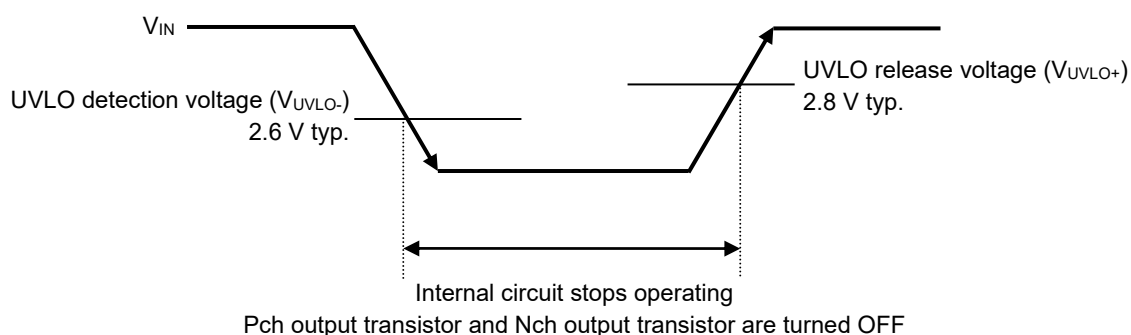 VIN
UVLO detection voltage (VUVLO-)
2.6 V typ.
UVLO release voltage (VUVLO+)
2.8 V typ.
Internal circuit stops operating
Pch output transistor and Nch output transistor are turned OFF